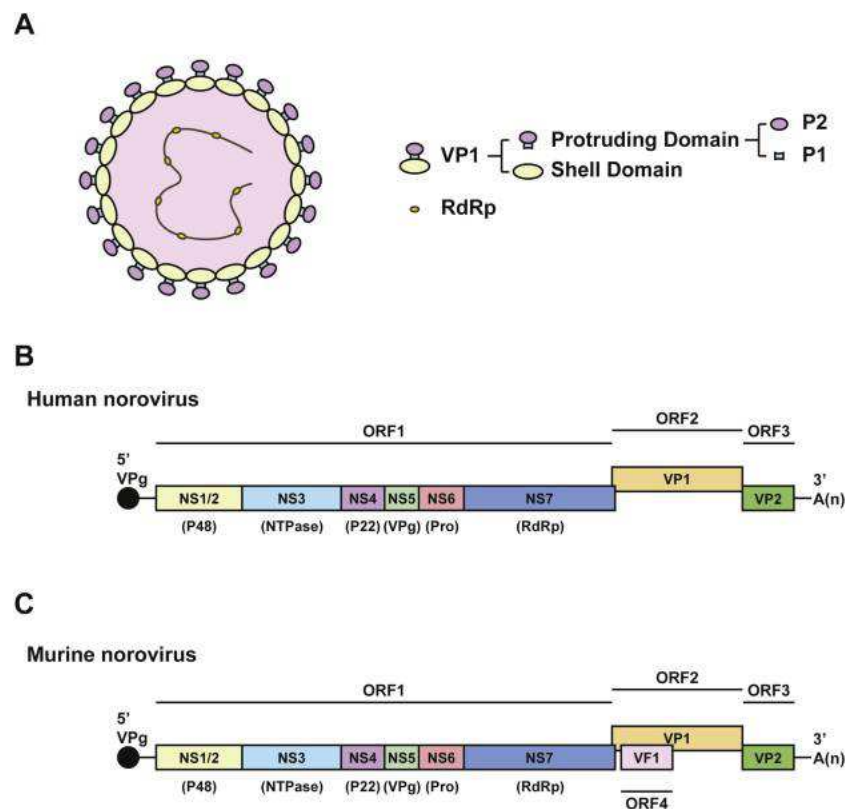 A
VP1
Protruding Domain
Shell Domain
P2
P1
RdRp
B
Human norovirus
ORF1
ORF2
ORF3
5’
VPg
NS1/2
NS3
NS4
NS5
NS6
NS7
VP1
VP2
3’
A(n)
(P48)
(NTPase)
(P22)
(VPg)
(Pro)
(RdRp)
C
Murine norovirus
ORF1
ORF2
ORF3
5’
VPg
NS1/2
NS3
NS4
NS5
NS6
NS7
VP1
VF1
VP2
3’
A(n)
(P48)
(NTPase)
(P22)
(VPg)
(Pro)
(RdRp)
ORF4